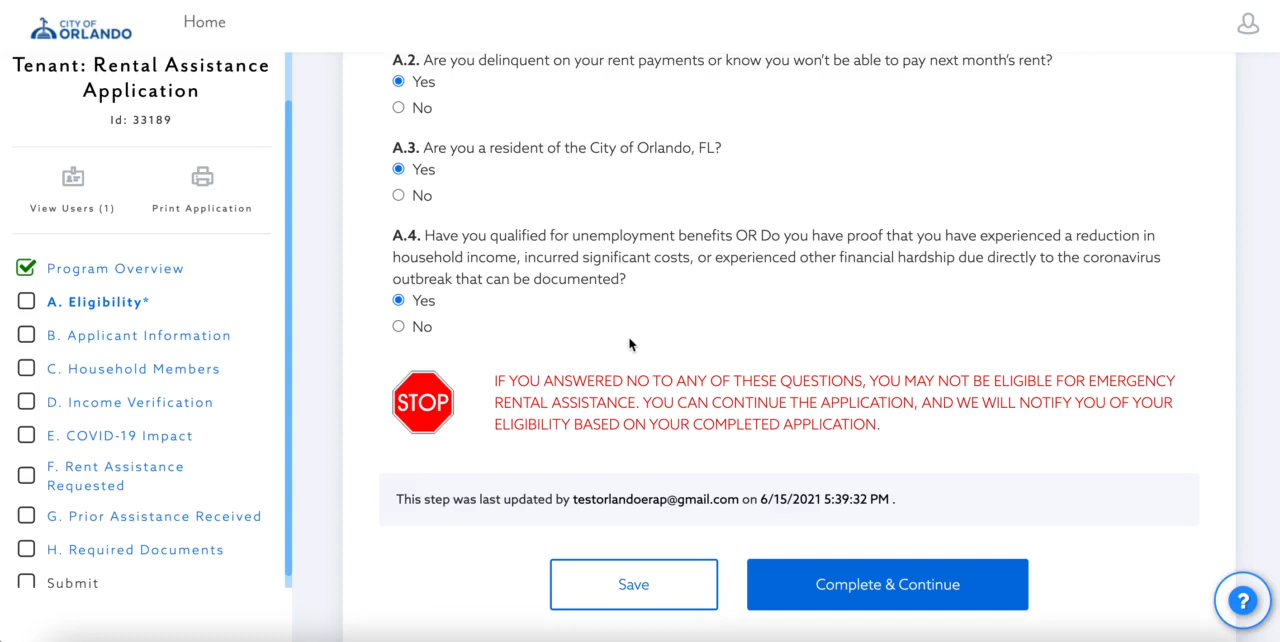 CITY OF
ORLANDO
Home
Tenant: Rental Assistance
Application
Id: 33189
View Users (1)
Print Application
Program Overview
A. Eligibility*
B. Applicant Information
C. Household Members
D. Income Verification
E. COVID-19 Impact
F. Rent Assistance
Requested
G. Prior Assistance Received
H. Required Documents
Submit
A.2. Are you delinquent on your rent payments or know you won't be able to pay next month's rent?
Yes
No
A.3. Are you a resident of the City of Orlando, FL?
Yes
No
A.4. Have you qualified for unemployment benefits OR Do you have proof that you have experienced a reduction in
household income, incurred significant costs, or experienced other financial hardship due directly to the coronavirus
outbreak that can be documented?
Yes
No
STOP
IF YOU ANSWERED NO TO ANY OF THESE QUESTIONS, YOU MAY NOT BE ELIGIBLE FOR EMERGENCY
RENTAL ASSISTANCE. YOU CAN CONTINUE THE APPLICATION, AND WE WILL NOTIFY YOU OF YOUR
ELIGIBILITY BASED ON YOUR COMPLETED APPLICATION.
This step was last updated by testorlandoerap@gmail.com on 6/15/2021 5:39:32 PM .
Save
Complete & Continue
?